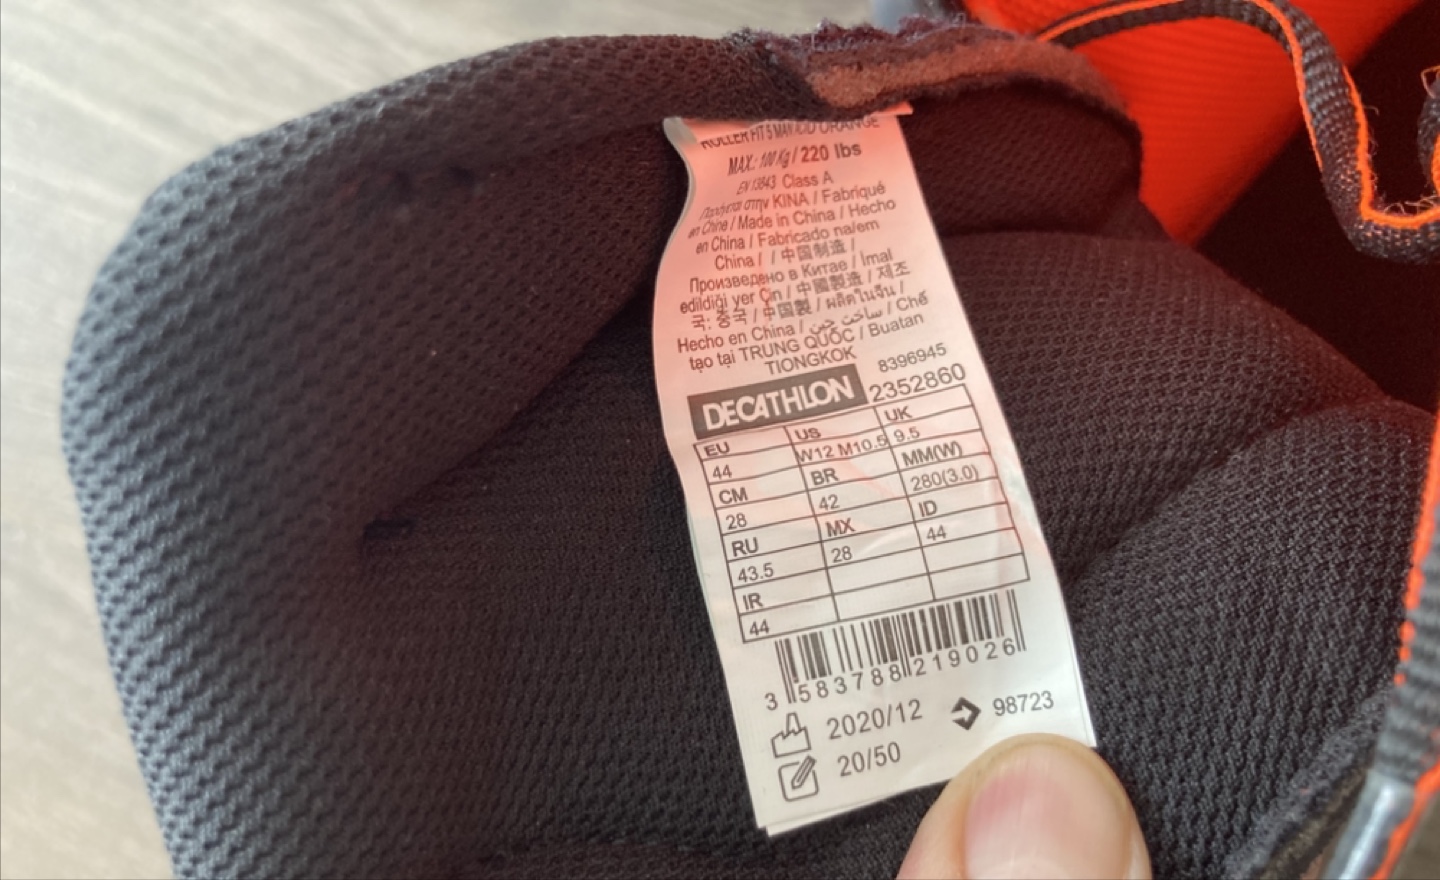 ROLLER FIT 5 MAN ACID ORANGE
MAX.: 100 Kg / 220 lbs
EN 13843 Class A
Παράγεται στην KINA / Fabriqué
en Chine / Made in China / Hecho
en China / Fabricado na/em
China / / 中国制造 /
Произведено в Китае / Imal
edildiği yer Çin / 中國製造 / 제조
국: 중국 / 中国製 / ผลิตในจีน /
Hecho en China / ساخت چین / Chế
tạo tại TRUNG QUỐC / Buatan
TIONGKOK
8396945
DECATHLON 2352860
EU US UK
44 W12 M10.5 9.5
CM BR MM(W)
28 42 280(3.0)
RU MX ID
43.5 28 44
IR
44
3 583788 219026
2020/12 98723
20/50